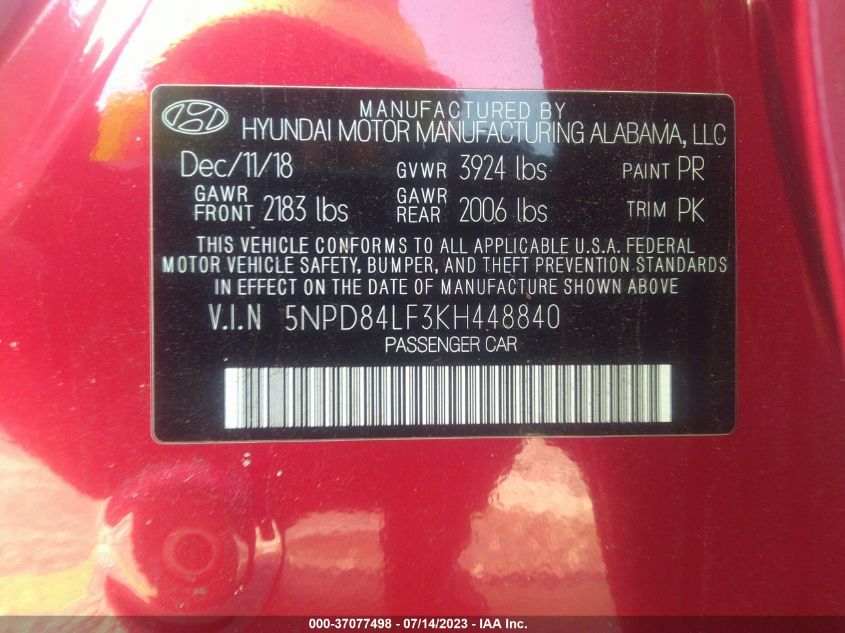 MANUFACTURED BY
HYUNDAI MOTOR MANUFACTURING ALABAMA, LLC
Dec/11/18 GVWR 3924 lbs PAINT PR
GAWR FRONT 2183 lbs GAWR REAR 2006 lbs TRIM PK
THIS VEHICLE CONFORMS TO ALL APPLICABLE U.S.A. FEDERAL
MOTOR VEHICLE SAFETY, BUMPER, AND THEFT PREVENTION STANDARDS
IN EFFECT ON THE DATE OF MANUFACTURE SHOWN ABOVE.
V.I.N 5NPD84LF3KH448840
PASSENGER CAR
000-37077498 - 07/14/2023 - IAA Inc.